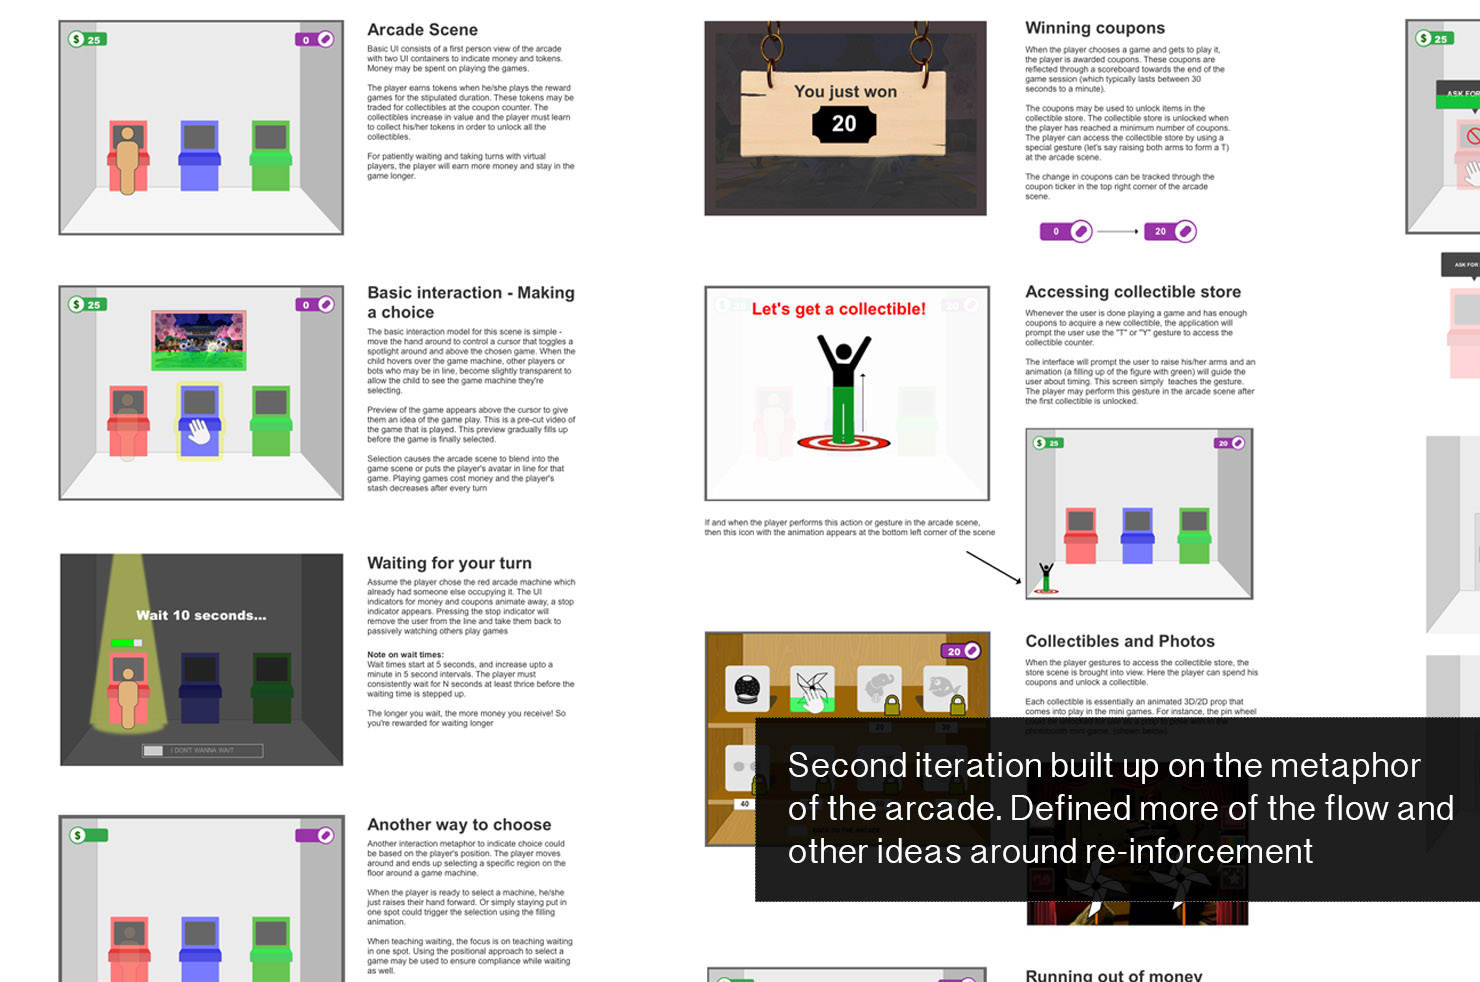 $ 25
0
Arcade Scene
Basic UI consists of a first person view of the arcade
with two UI containers to indicate money and tokens.
Money may be spent on playing the games.
The player earns tokens when he/she plays the reward
games for the stipulated duration. These tokens may be
traded for collectibles at the coupon counter. The
collectibles increase in value and the player must learn
to collect his/her tokens in order to unlock all the
collectibles.
For patiently waiting and taking turns with virtual
players, the player will earn more money and stay in the
game longer.
$ 25
0
Basic interaction - Making
a choice
The basic interaction model for this scene is simple -
move the hand around to control a cursor that toggles a
spotlight around and above the chosen game. When the
child hovers over the game machine, other players or
bots who may be in line, become slightly transparent to
allow the child to see the game machine they're
selecting.
Preview of the game appears above the cursor to give
them an idea of the game play. This is a pre-cut video of
the game that is played. This preview gradually fills up
before the game is finally selected.
Selection causes the arcade scene to blend into the
game scene or puts the player's avatar in line for that
game. Playing games cost money and the player's
stash decreases after every turn
Wait 10 seconds...
I DON'T WANNA WAIT
Waiting for your turn
Assume the player chose the red arcade machine which
already had someone else occupying it. The UI
indicators for money and coupons animate away, a stop
indicator appears. Pressing the stop indicator will
remove the user from the line and take them back to
passively watching others play games
Note on wait times:
Wait times start at 5 seconds, and increase upto a
minute in 5 second intervals. The player must
consistently wait for N seconds at least thrice before the
waiting time is stepped up.
The longer you wait, the more money you receive! So
you're rewarded for waiting longer
$
Another way to choose
Another interaction metaphor to indicate choice could
be based on the player's position. The player moves
around and ends up selecting a specific region on the
floor around a game machine.
When the player is ready to select a machine, he/she
just raises their hand forward. Or simply staying put in
one spot could trigger the selection using the filling
animation.
When teaching waiting, the focus is on teaching waiting
in one spot. Using the positional approach to select a
game may be used to ensure compliance while waiting
as well.
You just won
20
Winning coupons
When the player chooses a game and gets to play it,
the player is awarded coupons. These coupons are
reflected through a scoreboard towards the end of the
game session (which typically lasts between 30
seconds to a minute).
The coupons may be used to unlock items in the
collectible store. The collectible store is unlocked when
the player has reached a minimum number of coupons.
The player can access the collectible store by using a
special gesture (let's say raising both arms to form a T)
at the arcade scene.
The change in coupons can be tracked through the
coupon ticker in the top right corner of the arcade
scene.
0
20
Let's get a collectible!
If and when the player performs this action or gesture in the arcade scene,
then this icon with the animation appears at the bottom left corner of the scene
Accessing collectible store
Whenever the user is done playing a game and has enough
coupons to acquire a new collectible, the application will
prompt the user use the "T" or "Y" gesture to access the
collectible counter.
The interface will prompt the user to raise his/her arms and an
animation (a filling up of the figure with green) will guide the
user about timing. This screen simply teaches the gesture.
The player may perform this gesture in the arcade scene after
the first collectible is unlocked.
$ 25
20
20
40
Collectibles and Photos
When the player gestures to access the collectible store, the
store scene is brought into view. Here the player can spend his
coupons and unlock a collectible.
Each collectible is essentially an animated 3D/2D prop that
comes into play in the mini games. For instance, the pin wheel
could be unlocked for use as a prop to pose with in the
photobooth mini game. (shown below)
Second iteration built up on the metaphor
of the arcade. Defined more of the flow and
other ideas around re-inforcement
Running out of money
$ 25
ASK FOR
ASK FOR